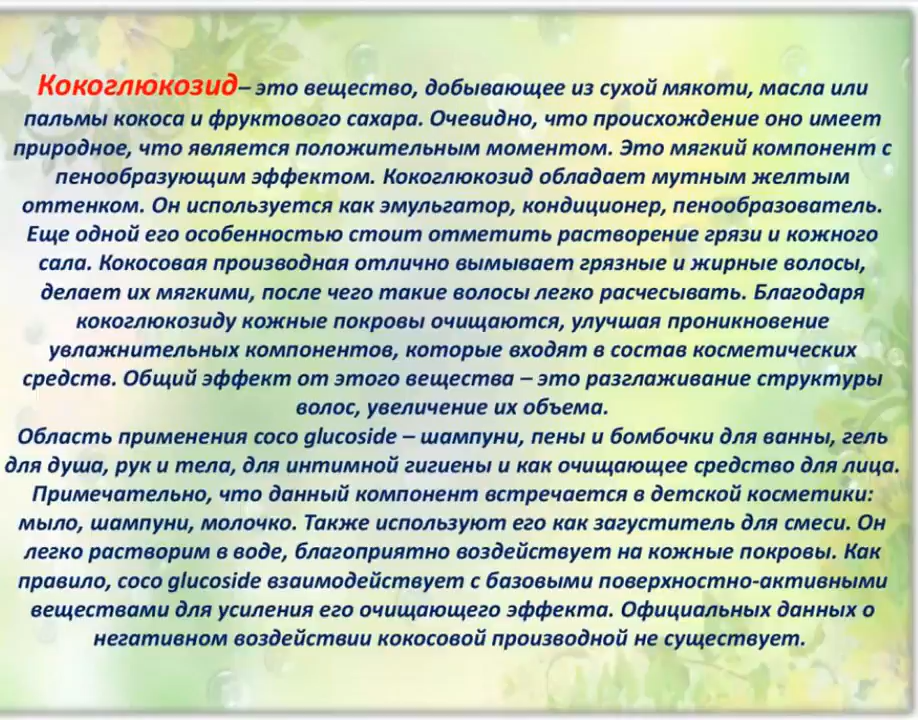 Кокоглюкозид– это вещество, добывающее из сухой мякоти, масла или
пальмы кокоса и фруктового сахара. Очевидно, что происхождение оно имеет
природное, что является положительным моментом. Это мягкий компонент с
пенообразующим эффектом. Кокоглюкозид обладает мутным желтым
оттенком. Он используется как эмульгатор, кондиционер, пенообразователь.
Еще одной его особенностью стоит отметить растворение грязи и кожного
сала. Кокосовая производная отлично вымывает грязные и жирные волосы,
делает их мягкими, после чего такие волосы легко расчесывать. Благодаря
кокоглюкозиду кожные покровы очищаются, улучшая проникновение
увлажнительных компонентов, которые входят в состав косметических
средств. Общий эффект от этого вещества – это разглаживание структуры
волос, увеличение их объема.
Область применения coco glucoside – шампуни, пены и бомбочки для ванны, гель
для душа, рук и тела, для интимной гигиены и как очищающее средство для лица.
Примечательно, что данный компонент встречается в детской косметики:
мыло, шампуни, молочко. Также используют его как загуститель для смеси. Он
легко растворим в воде, благоприятно воздействует на кожные покровы. Как
правило, coco glucoside взаимодействует с базовыми поверхностно-активными
веществами для усиления его очищающего эффекта. Официальных данных о
негативном воздействии кокосовой производной не существует.